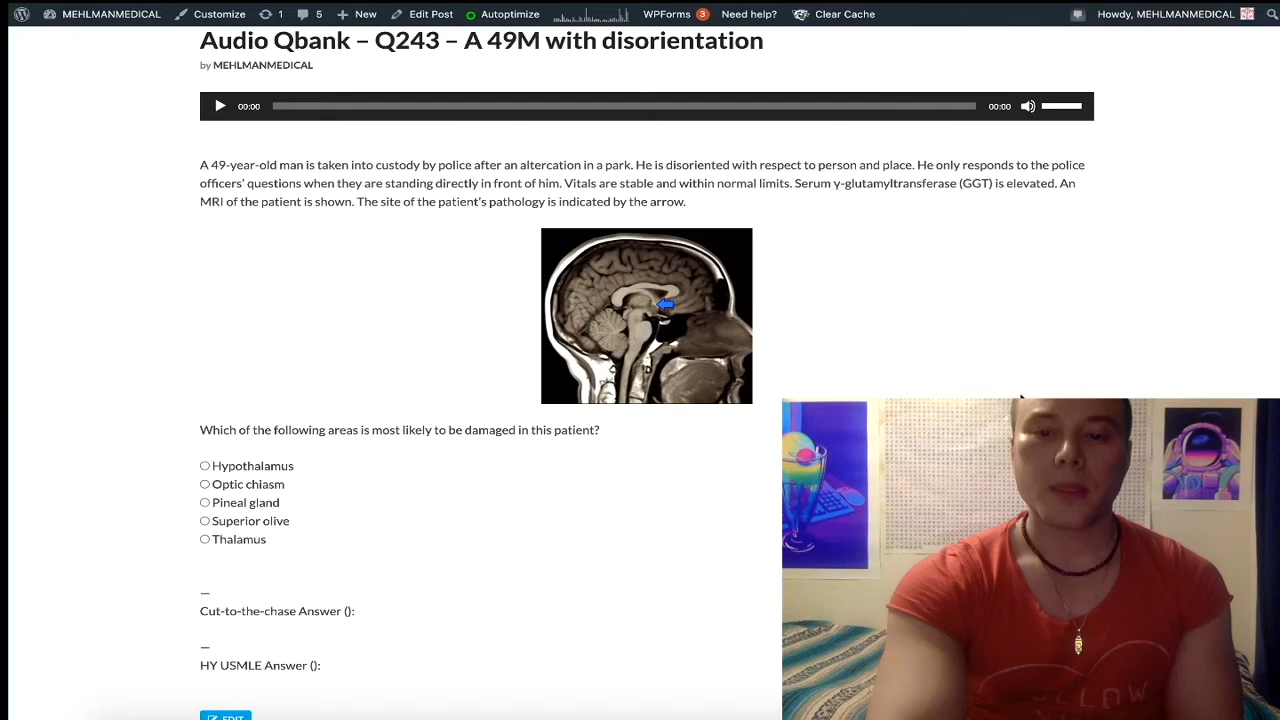 MEHLMANMEDICAL Customize 1 5 New Edit Post Autoptimize WPForms 3 Need help? Clear Cache Howdy, MEHLMANMEDICAL
Audio Qbank – Q243 – A 49M with disorientation
by MEHLMANMEDICAL
00:00 00:00
A 49-year-old man is taken into custody by police after an altercation in a park. He is disoriented with respect to person and place. He only responds to the police
officers' questions when they are standing directly in front of him. Vitals are stable and within normal limits. Serum γ-glutamyltransferase (GGT) is elevated. An
MRI of the patient is shown. The site of the patient's pathology is indicated by the arrow.
Which of the following areas is most likely to be damaged in this patient?
Hypothalamus
Optic chiasm
Pineal gland
Superior olive
Thalamus
—
Cut-to-the-chase Answer ():
—
HY USMLE Answer ():
EDIT